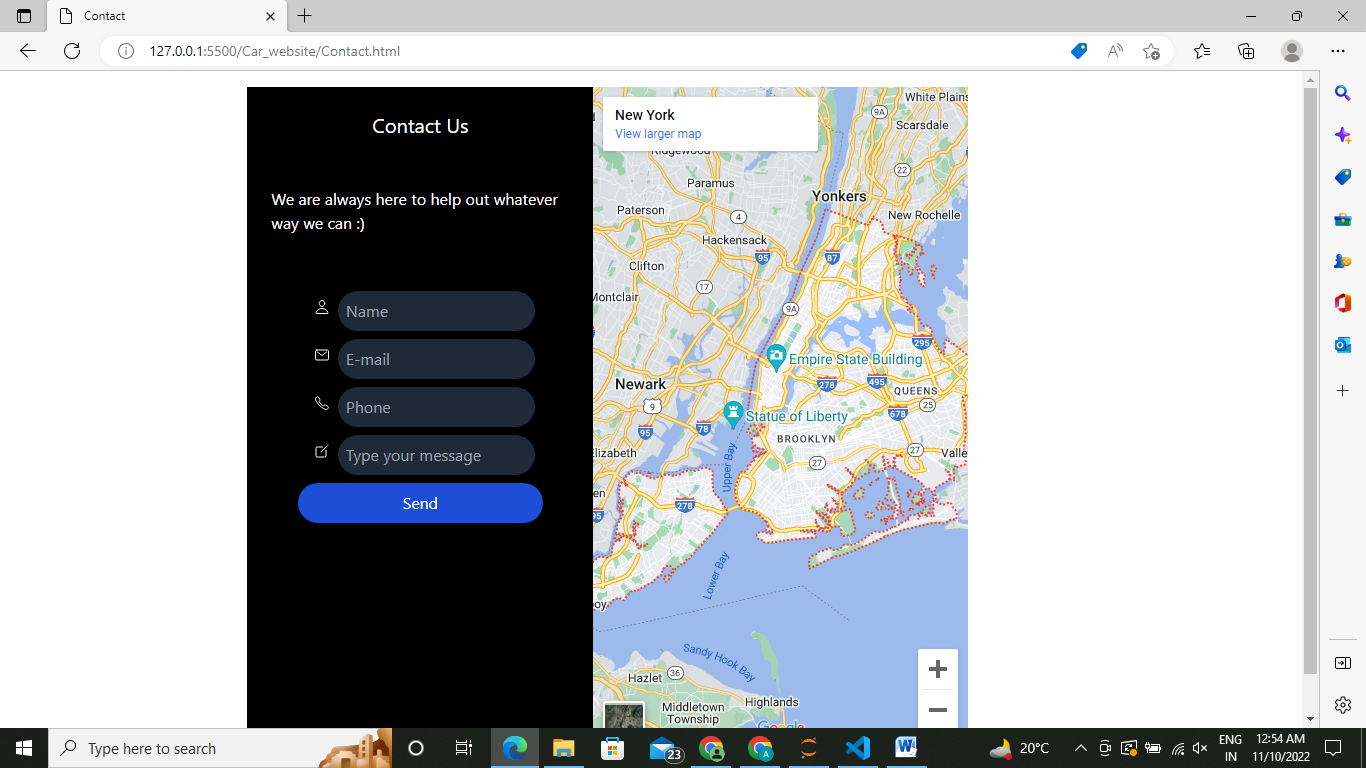 Contact
127.0.0.1:5500/Car_website/Contact.html
Contact Us
We are always here to help out whatever
way we can :)
Name
E-mail
Phone
Type your message
Send
New York
View larger map
White Plains
9A
Scarsdale
Ridgewood
22
Paramus
Yonkers
Paterson
4
New Rochelle
Hackensack
95
87
Clifton
17
Montclair
9A
295
Empire State Building
Newark
278
495
QUEENS
9
25
678
Statue of Liberty
78
95
BROOKLYN
27
27
Elizabeth
Upper Bay
278
95
Lower Bay
Sandy Hook Bay
36
Hazlet
Highlands
Middletown
Township
Google
Type here to search
23
A
20°C
ENG
IN
12:54 AM
11/10/2022